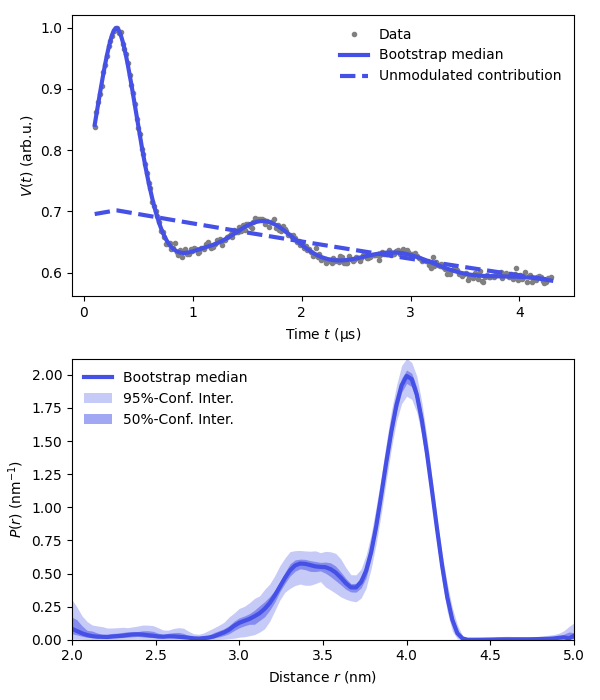 1.0
0.9
0.8
0.7
0.6
V(t) (arb.u.)
Data
Bootstrap median
Unmodulated contribution
0 1 2 3 4
Time t (μs)
2.00
1.75
1.50
1.25
1.00
0.75
0.50
0.25
0.00
P(r) (nm⁻¹)
Bootstrap median
95%-Conf. Inter.
50%-Conf. Inter.
2.0 2.5 3.0 3.5 4.0 4.5 5.0
Distance r (nm)